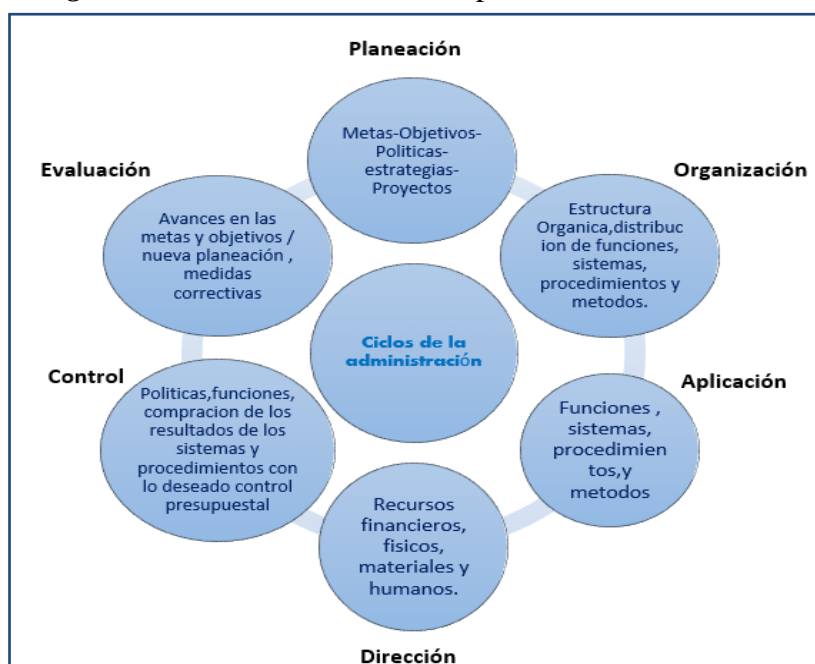 Planeación
Metas-Objetivos-
Politicas-
estrategias-
Proyectos
Organización
Estructura
Organica,distribuc
ion de funciones,
sistemas,
procedimientos y
metodos.
Aplicación
Funciones ,
sistemas,
procedimien
tos,y
metodos
Dirección
Recursos
financieros,
fisicos,
materiales y
humanos.
Control
Politicas,funciones,
compracion de los
resultados de los
sistemas y
procedimientos con
lo deseado control
presupuestal
Evaluación
Avances en las
metas y objetivos /
nueva planeación ,
medidas
correctivas
Ciclos de la
administración